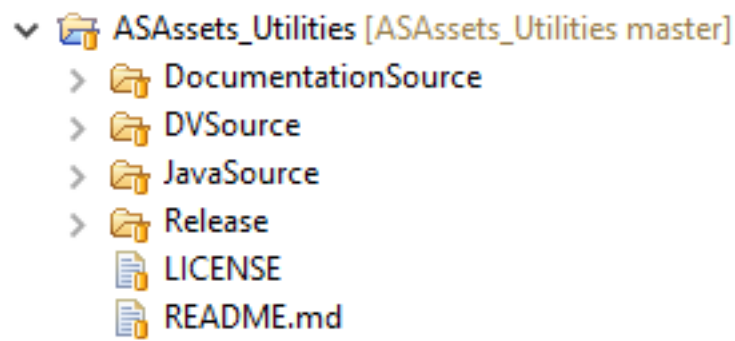 ASAssets_Utilities [ASAssets_Utilities master]
DocumentationSource
DVSource
JavaSource
Release
LICENSE
README.md